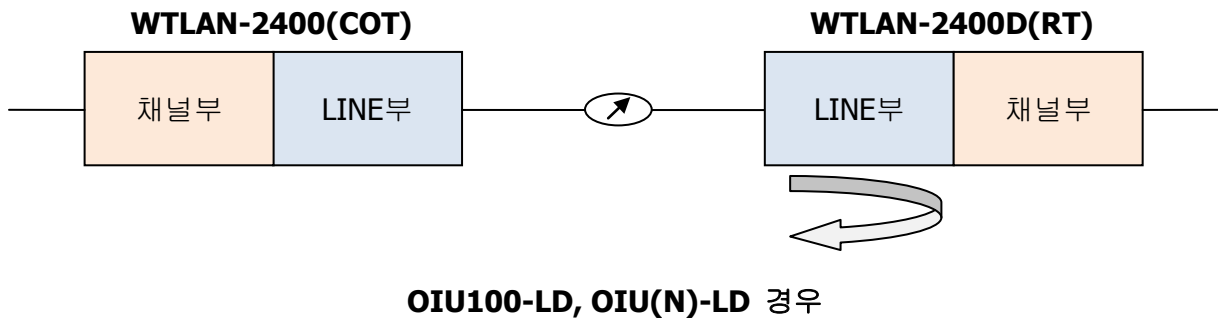 WTLAN-2400(COT)
WTLAN-2400D(RT)
채널부
LINE부
LINE부
채널부
OIU100-LD, OIU(N)-LD 경우